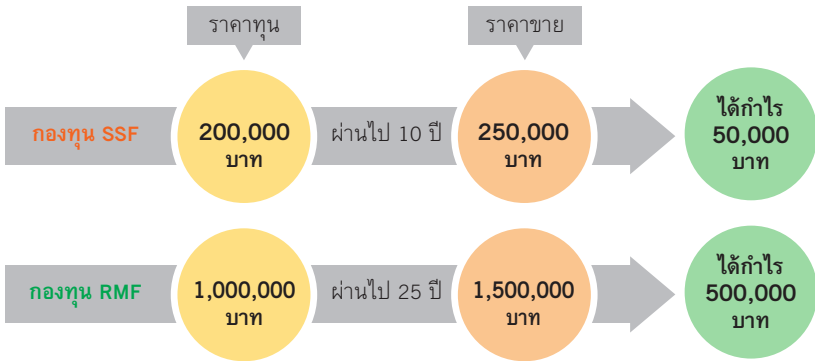 ราคาทุน
ราคาขาย
กองทุน SSF
200,000
บาท
ผ่านไป 10 ปี
250,000
บาท
ได้กำไร
50,000
บาท
กองทุน RMF
1,000,000
บาท
ผ่านไป 25 ปี
1,500,000
บาท
ได้กำไร
500,000
บาท